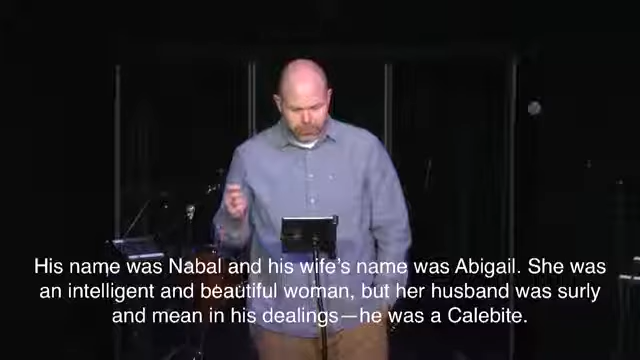 His name was Nabal and his wife's name was Abigail. She was
an intelligent and beautiful woman, but her husband was surly
and mean in his dealings—he was a Calebite.